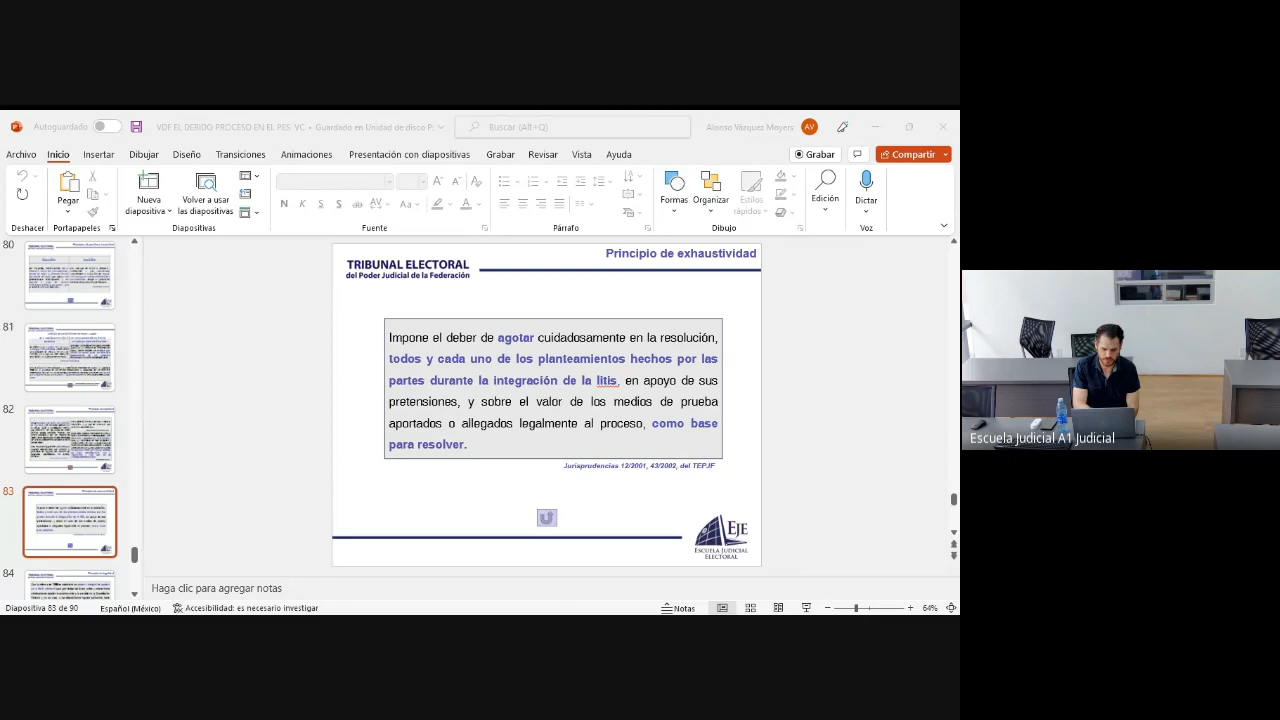 Autoguardado
VDF EL DEBIDO PROCESO EN EL PES. VC • Guardado en Unidad de disco P:
Buscar (Alt+Q)
Alonso Vázquez Moyers
AV
Archivo Inicio Insertar Dibujar Diseño Transiciones Animaciones Presentación con diapositivas Grabar Revisar Vista Ayuda
Grabar
Compartir
Pegar
Nueva diapositiva
Volver a usar las diapositivas
N K S S ab AV Aa A
Formas
Organizar
Estilos rápidos
Edición
Dictar
Deshacer Portapapeles Diapositivas Fuente Párrafo Dibujo Voz
80
81
82
83
84
Principio de exhaustividad
TRIBUNAL ELECTORAL
del Poder Judicial de la Federación
Impone el deber de agotar cuidadosamente en la resolución,
todos y cada uno de los planteamientos hechos por las
partes durante la integración de la litis, en apoyo de sus
pretensiones, y sobre el valor de los medios de prueba
aportados o allegados legalmente al proceso, como base
para resolver.
Jurisprudencias 12/2001, 43/2002, del TEPJF
EJE
ESCUELA JUDICIAL
ELECTORAL
Haga clic para agregar notas
Diapositiva 83 de 90 Español (México) Accesibilidad: es necesario investigar Notas 64%
Escuela Judicial A1 Judicial